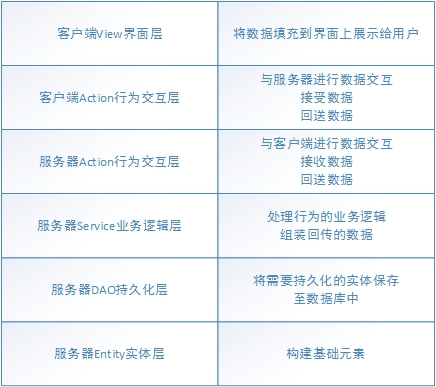 客户端View界面层
将数据填充到界面上展示给用户
客户端Action行为交互层
与服务器进行数据交互
接受数据
回送数据
服务器Action行为交互层
与客户端进行数据交互
接收数据
回送数据
服务器Service业务逻辑层
处理行为的业务逻辑
组装回传的数据
服务器DAO持久化层
将需要持久化的实体保存
至数据库中
服务器Entity实体层
构建基础元素